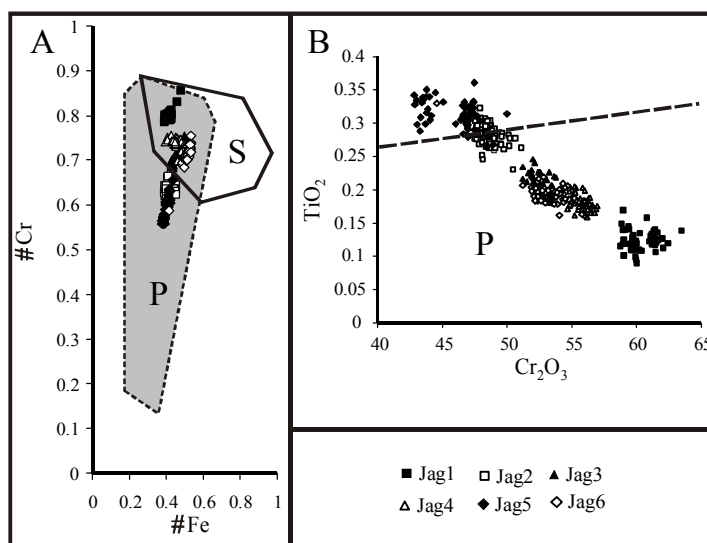 A
#Cr
1
0.9
0.8
0.7
0.6
0.5
0.4
0.3
0.2
0.1
0
S
P
0 0.2 0.4 0.6 0.8 1
#Fe
B
TiO2
0.4
0.35
0.3
0.25
0.2
0.15
0.1
0.05
0
P
40 45 50 55 60 65
Cr2O3
Jag1 Jag2 Jag3
Jag4 Jag5 Jag6